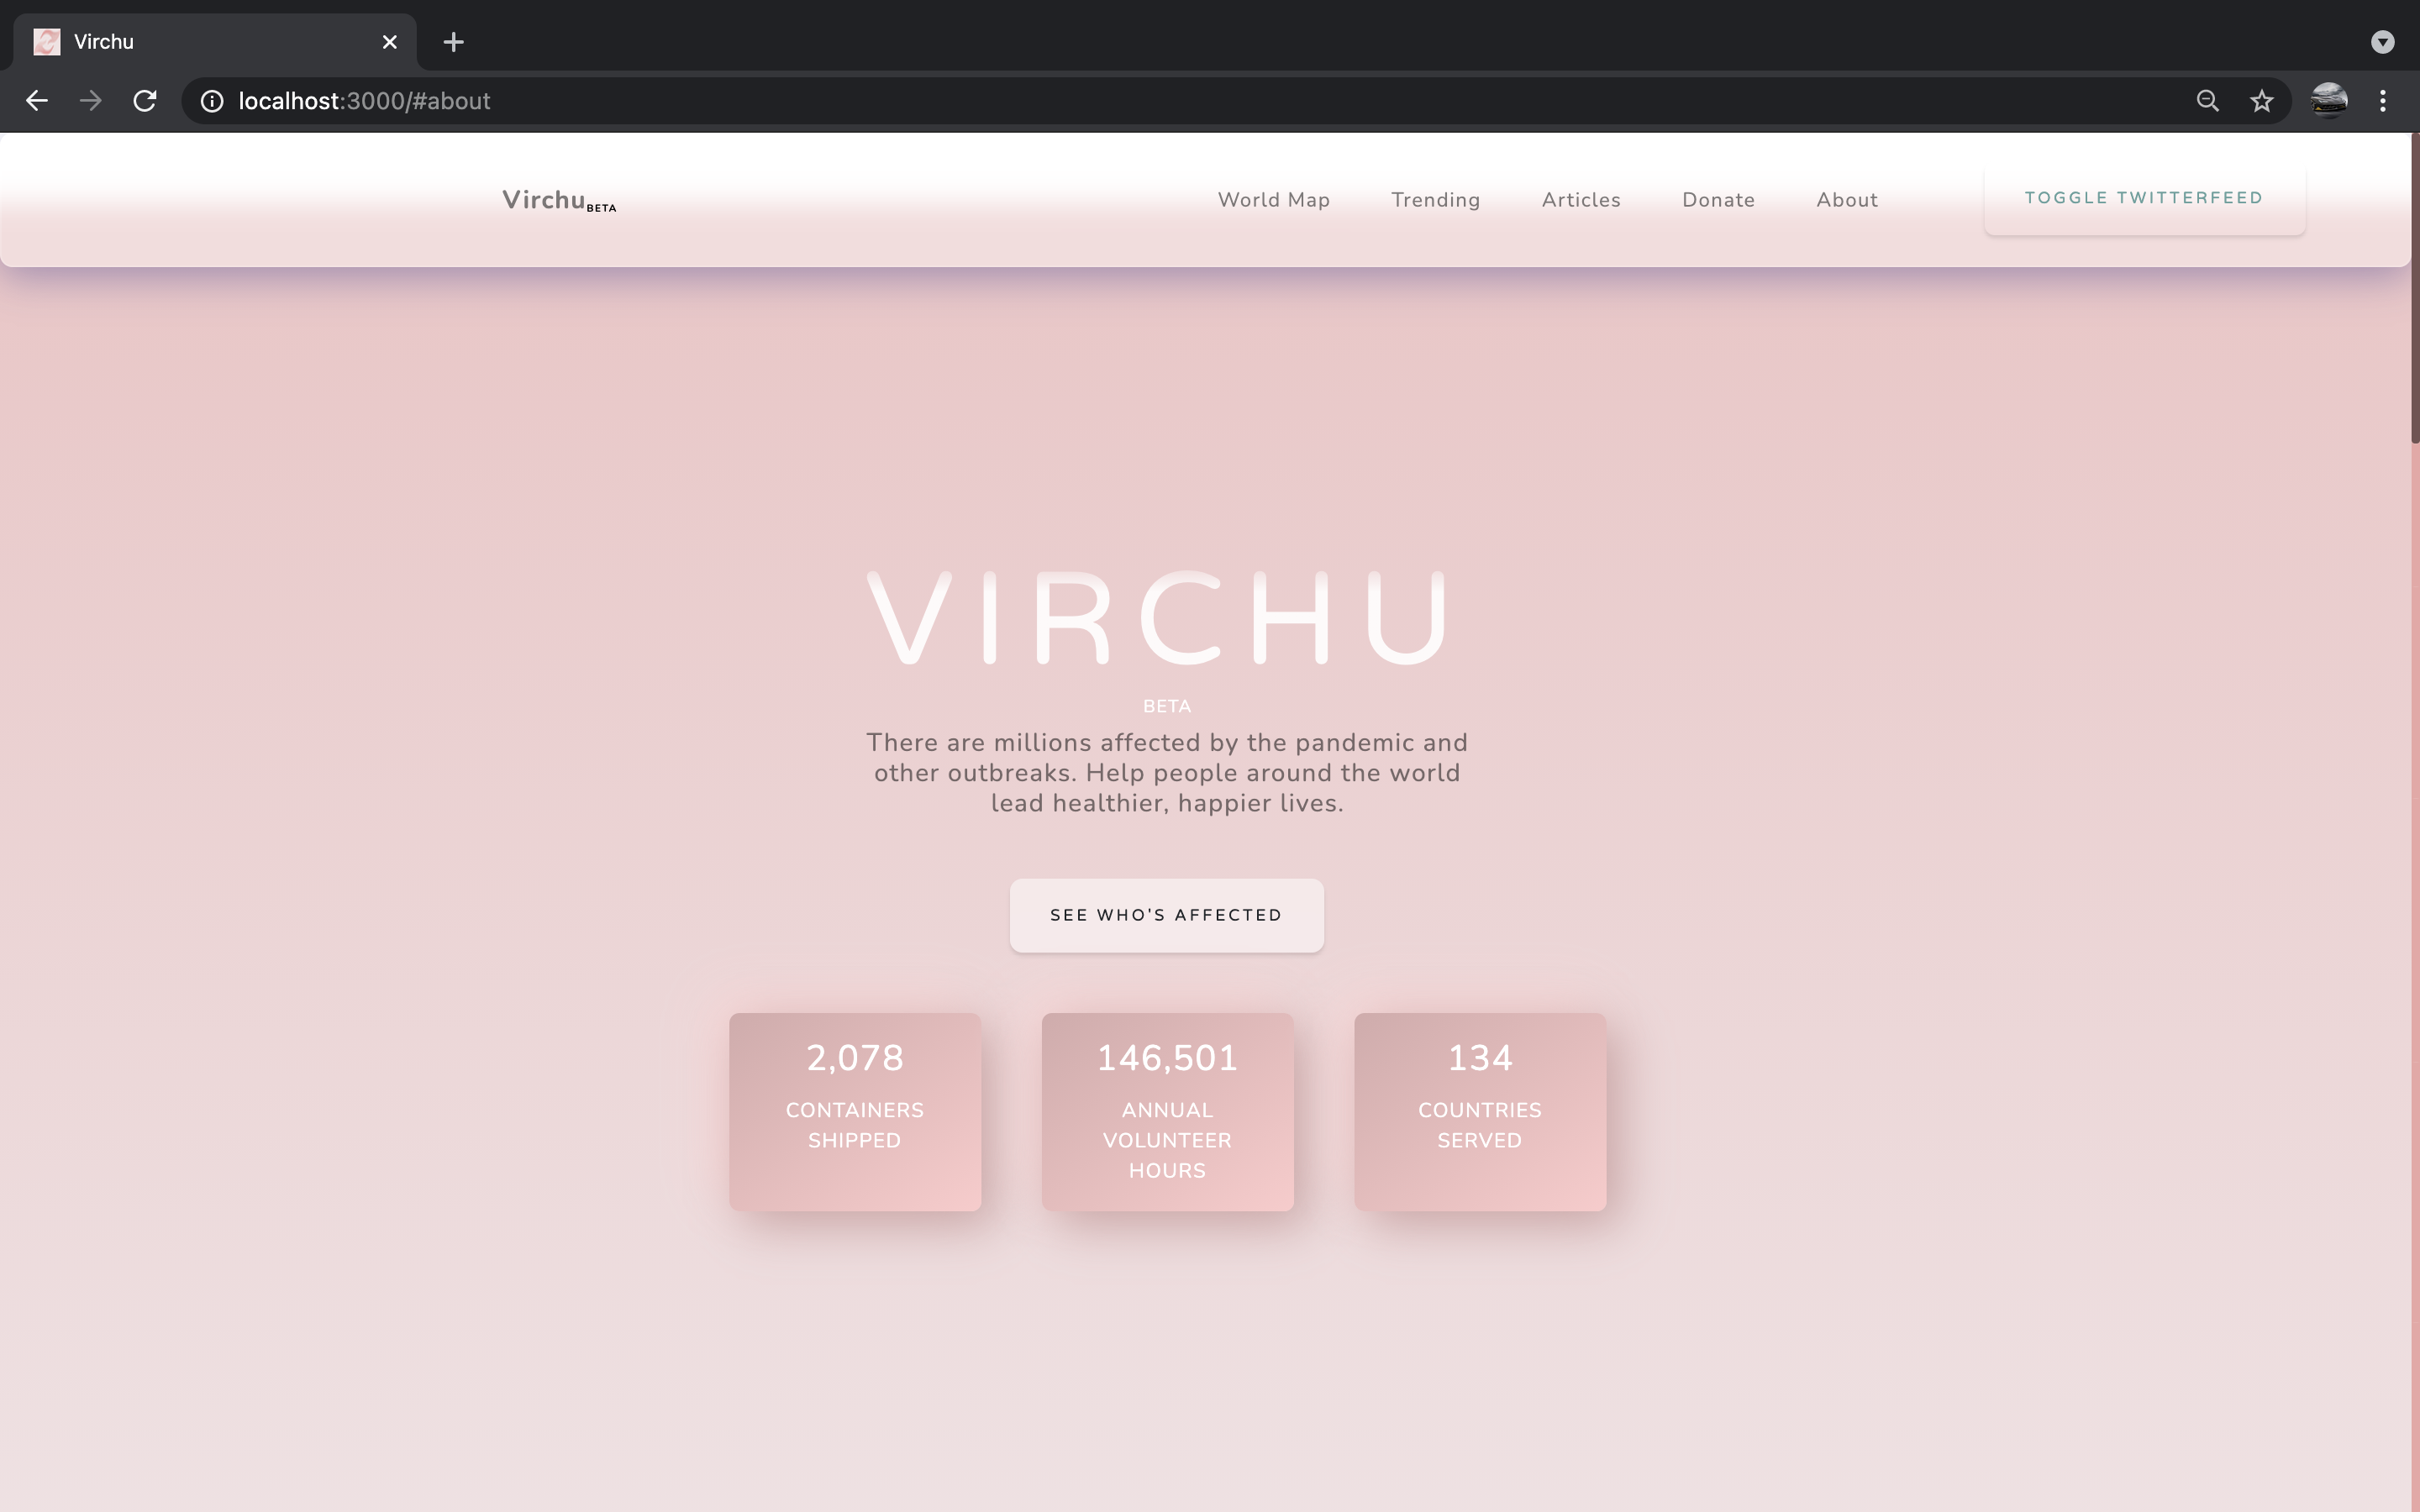 Virchu
localhost:3000/#about
Virchu BETA
World Map Trending Articles Donate About TOGGLE TWITTERFEED
VIRCHU
BETA
There are millions affected by the pandemic and
other outbreaks. Help people around the world
lead healthier, happier lives.
SEE WHO'S AFFECTED
2,078
CONTAINERS
SHIPPED
146,501
ANNUAL
VOLUNTEER
HOURS
134
COUNTRIES
SERVED